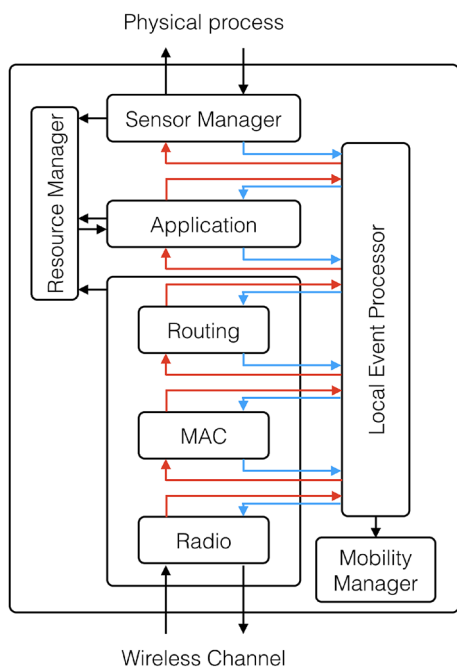 Physical process
Sensor Manager
Resource Manager
Application
Local Event Processor
Routing
MAC
Radio
Mobility
Manager
Wireless Channel